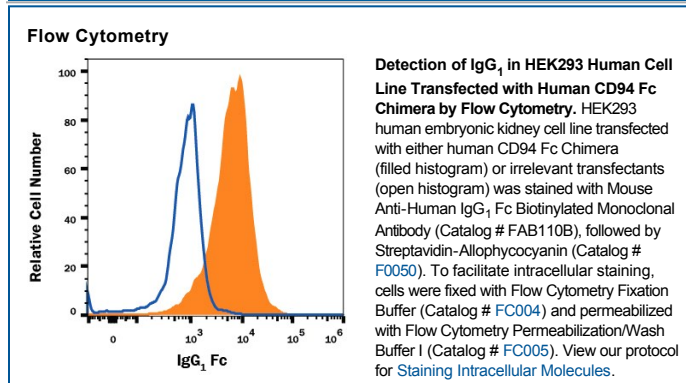 Flow Cytometry
Relative Cell Number
100
80
60
40
20
0
0
10³
10⁴
10⁵
10⁶
IgG₁ Fc
Detection of IgG₁ in HEK293 Human Cell
Line Transfected with Human CD94 Fc
Chimera by Flow Cytometry. HEK293
human embryonic kidney cell line transfected
with either human CD94 Fc Chimera
(filled histogram) or irrelevant transfectants
(open histogram) was stained with Mouse
Anti-Human IgG₁ Fc Biotinylated Monoclonal
Antibody (Catalog # FAB110B), followed by
Streptavidin-Allophycocyanin (Catalog #
F0050). To facilitate intracellular staining,
cells were fixed with Flow Cytometry Fixation
Buffer (Catalog # FC004) and permeabilized
with Flow Cytometry Permeabilization/Wash
Buffer I (Catalog # FC005). View our protocol
for Staining Intracellular Molecules.